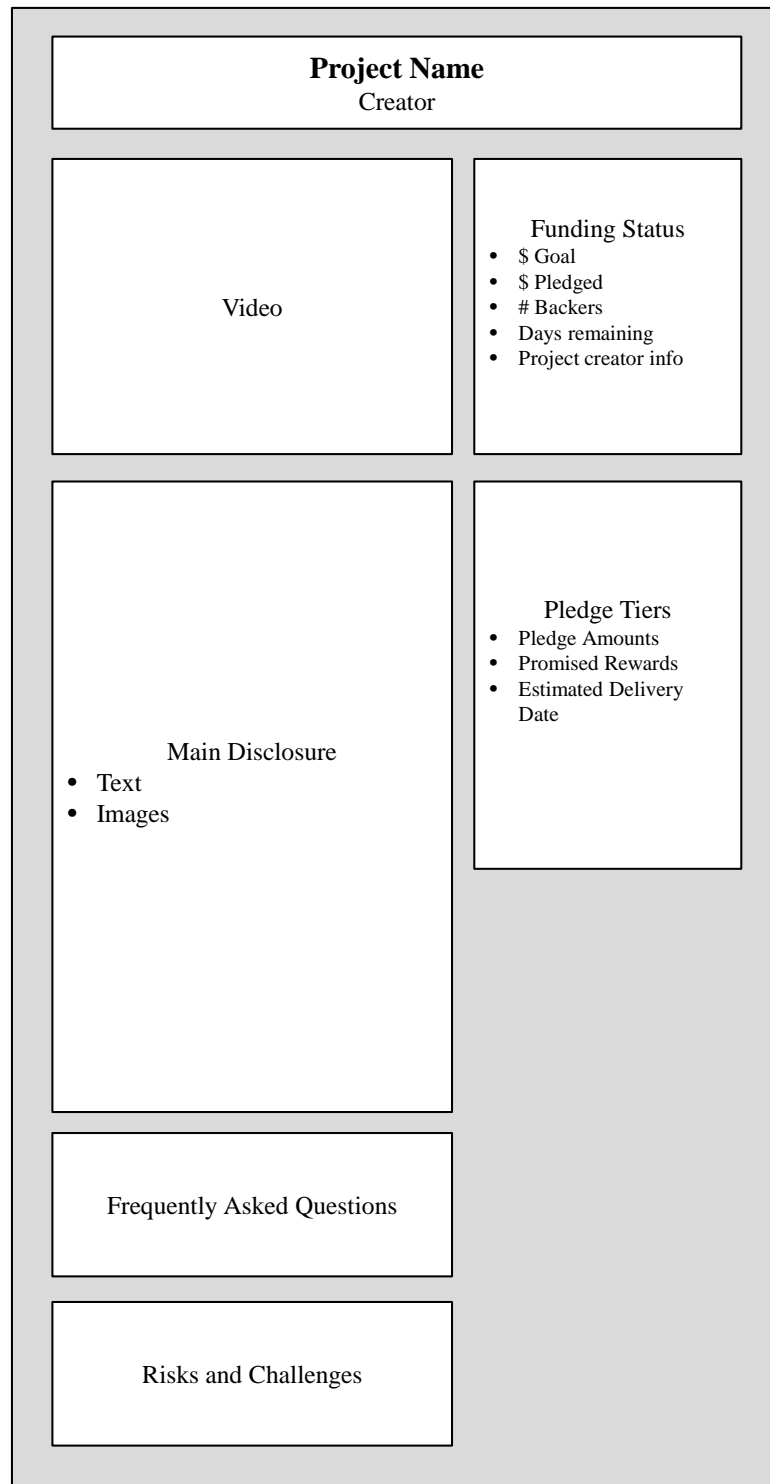 Project Name
Creator
Video
Funding Status
• $ Goal
• $ Pledged
• # Backers
• Days remaining
• Project creator info
Main Disclosure
• Text
• Images
Pledge Tiers
• Pledge Amounts
• Promised Rewards
• Estimated Delivery
Date
Frequently Asked Questions
Risks and Challenges